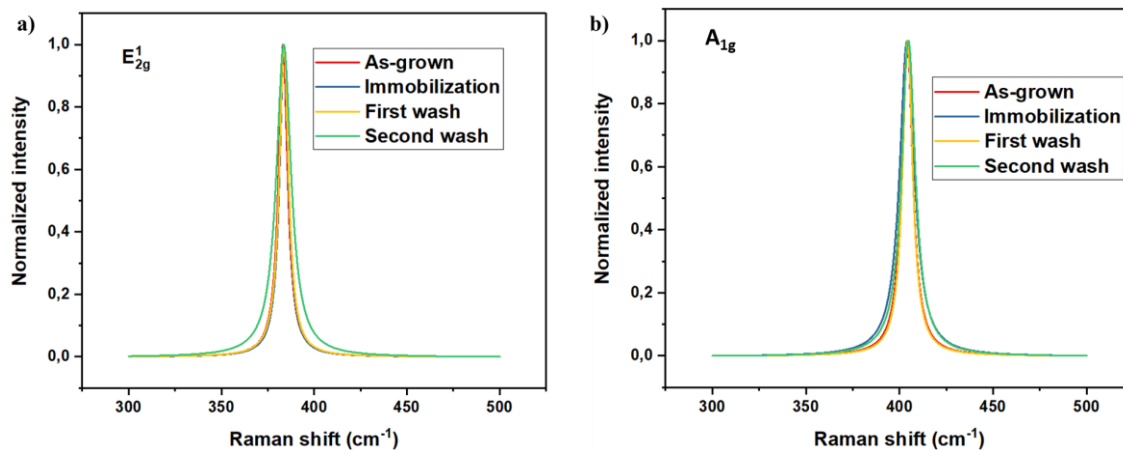 a)
E¹₂g
As-grown
Immobilization
First wash
Second wash
Normalized intensity
1,0
0,8
0,6
0,4
0,2
0,0
300
350
400
450
500
Raman shift (cm⁻¹)
b)
A₁g
As-grown
Immobilization
First wash
Second wash
Normalized intensity
1,0
0,8
0,6
0,4
0,2
0,0
300
350
400
450
500
Raman shift (cm⁻¹)